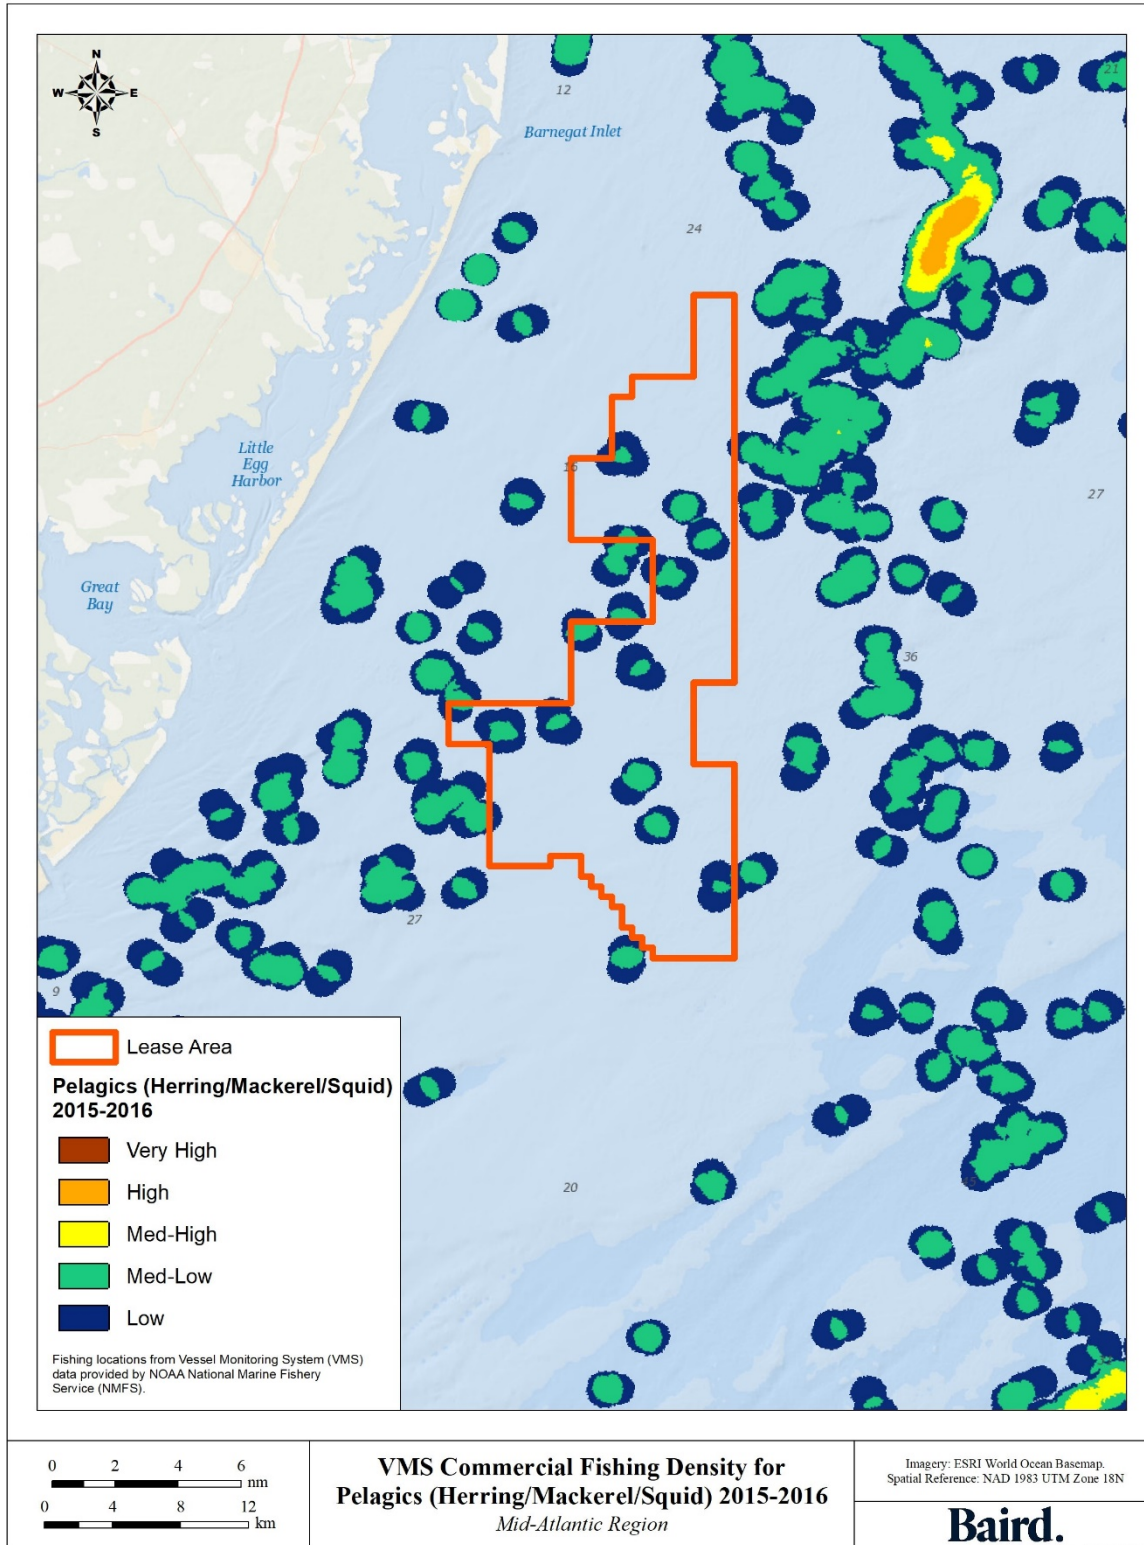 N
W E
S
12
Barnegat Inlet
21
24
Little
Egg
Harbor
16
27
Great
Bay
36
27
9
Lease Area
Pelagics (Herring/Mackerel/Squid)
2015-2016
Very High
High
Med-High
Med-Low
Low
Fishing locations from Vessel Monitoring System (VMS)
data provided by NOAA National Marine Fishery
Service (NMFS).
20
0 2 4 6
nm
0 4 8 12
km
VMS Commercial Fishing Density for
Pelagics (Herring/Mackerel/Squid) 2015-2016
Mid-Atlantic Region
Imagery: ESRI World Ocean Basemap.
Spatial Reference: NAD 1983 UTM Zone 18N
Baird.